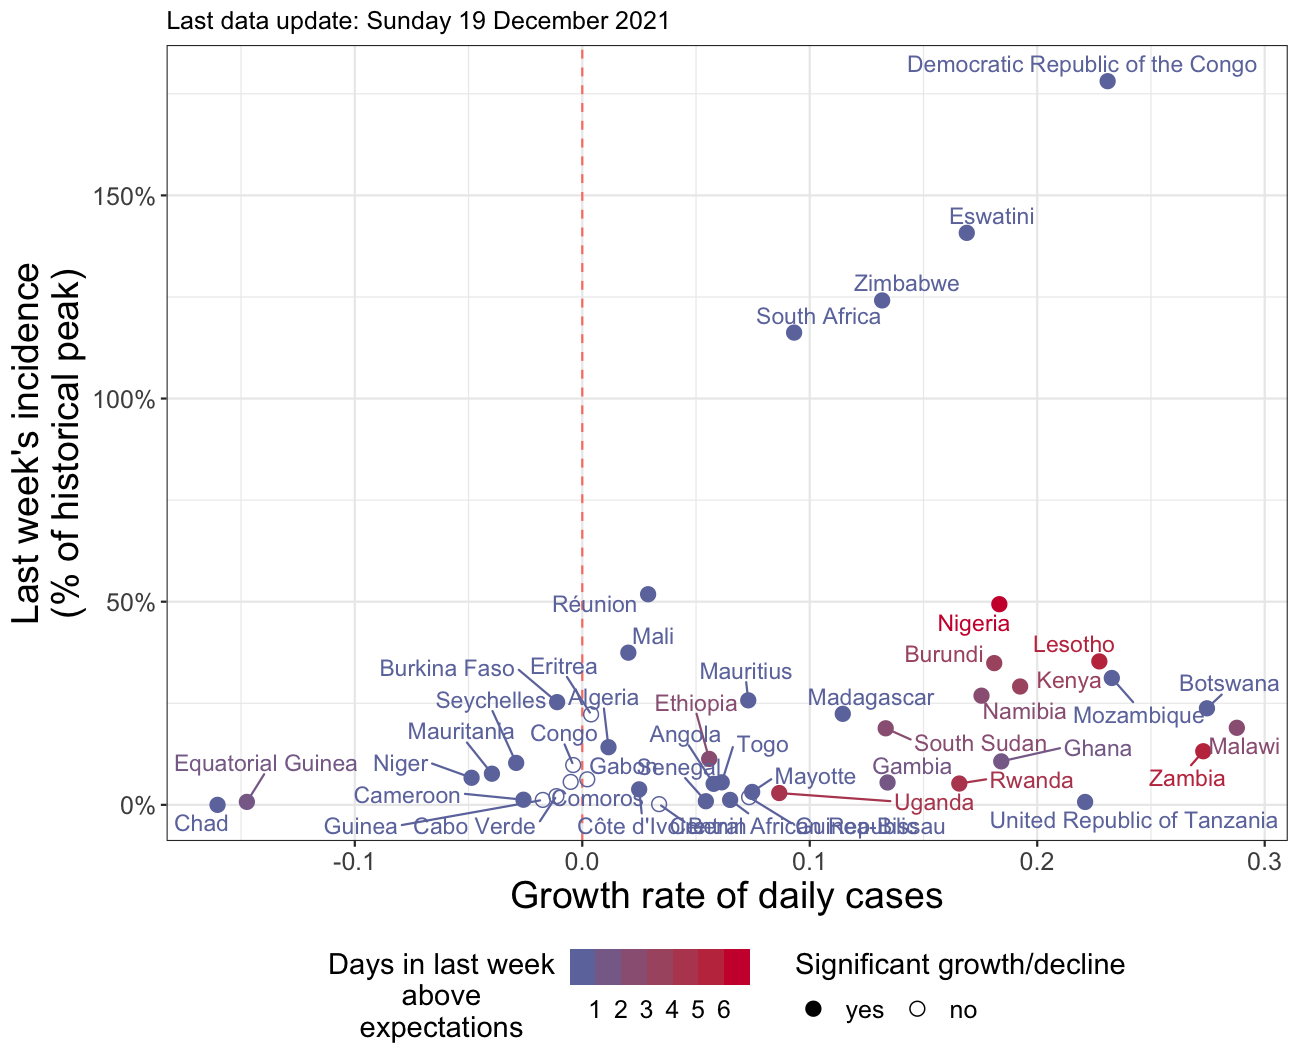 Last data update: Sunday 19 December 2021
Last week's incidence
(% of historical peak)
150%
100%
50%
0%
Democratic Republic of the Congo
Eswatini
Zimbabwe
South Africa
Réunion
Nigeria
Mali
Lesotho
Burundi
Burkina Faso
Eritrea
Mauritius
Kenya
Botswana
Seychelles
Algeria
Ethiopia
Madagascar
Namibia
Mozambique
Mauritania
Congo
Angola
Togo
South Sudan
Ghana
Malawi
Equatorial Guinea
Niger
Gabon
Senegal
Mayotte
Gambia
Rwanda
Zambia
Cameroon
Comoros
Uganda
Chad
Guinea
Cabo Verde
Côte d'Ivoire
Benin
Central African Republic
Guinea-Bissau
United Republic of Tanzania
-0.1
0.0
0.1
0.2
0.3
Growth rate of daily cases
Days in last week
above
expectations
1 2 3 4 5 6
Significant growth/decline
yes
no